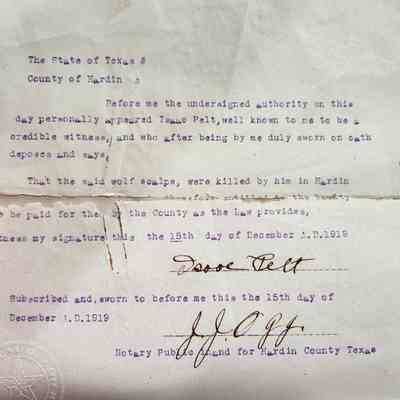 The State of Texas §
County of Hardin §
Before me the undersigned authority on this
day personally appeared Isaac Pelt, well known to me to be a
credible witness, and who after being by me duly sworn on oath
deposes and says,
That the said wolf scalps, were killed by him in Hardin
be paid for the by the County as the Law provides,
my signature this the 15th day of December A.D.1919
Isaac Pelt
Subscribed and, sworn to before me this the 15th day of
December A.D.1919
J. J. Ogg.
Notary Public and for Hardin County Texas